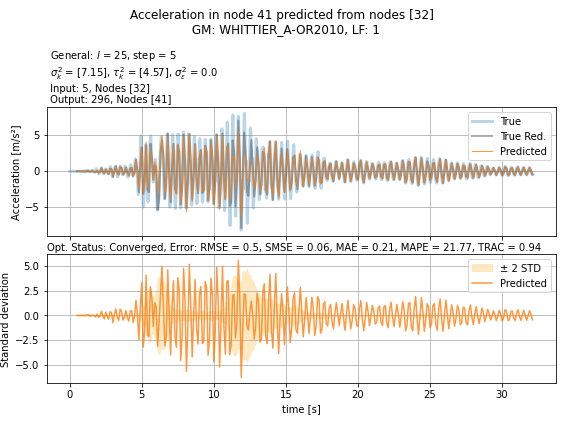 Acceleration in node 41 predicted from nodes [32]
GM: WHITTIER_A-OR2010, LF: 1
General: l = 25, step = 5
σ²ₖ = [7.15], τ²ₖ = [4.57], σ²ε = 0.0
Input: 5, Nodes [32]
Output: 296, Nodes [41]
True
True Red.
Predicted
Acceleration [m/s²]
5
0
−5
Opt. Status: Converged, Error: RMSE = 0.5, SMSE = 0.06, MAE = 0.21, MAPE = 21.77, TRAC = 0.94
± 2 STD
Predicted
Standard deviation
5.0
2.5
0.0
−2.5
−5.0
0 5 10 15 20 25 30
time [s]